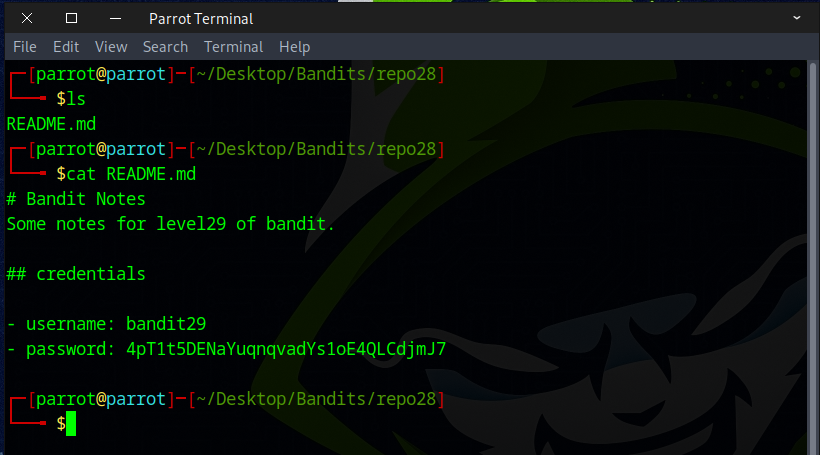 Parrot Terminal
File Edit View Search Terminal Help
[parrot@parrot]-[~/Desktop/Bandits/repo28]
$ls
README.md
[parrot@parrot]-[~/Desktop/Bandits/repo28]
$cat README.md
# Bandit Notes
Some notes for level29 of bandit.
## credentials
- username: bandit29
- password: 4pT1t5DENaYuqnqvadYs1oE4QLCdjmJ7
[parrot@parrot]-[~/Desktop/Bandits/repo28]
$